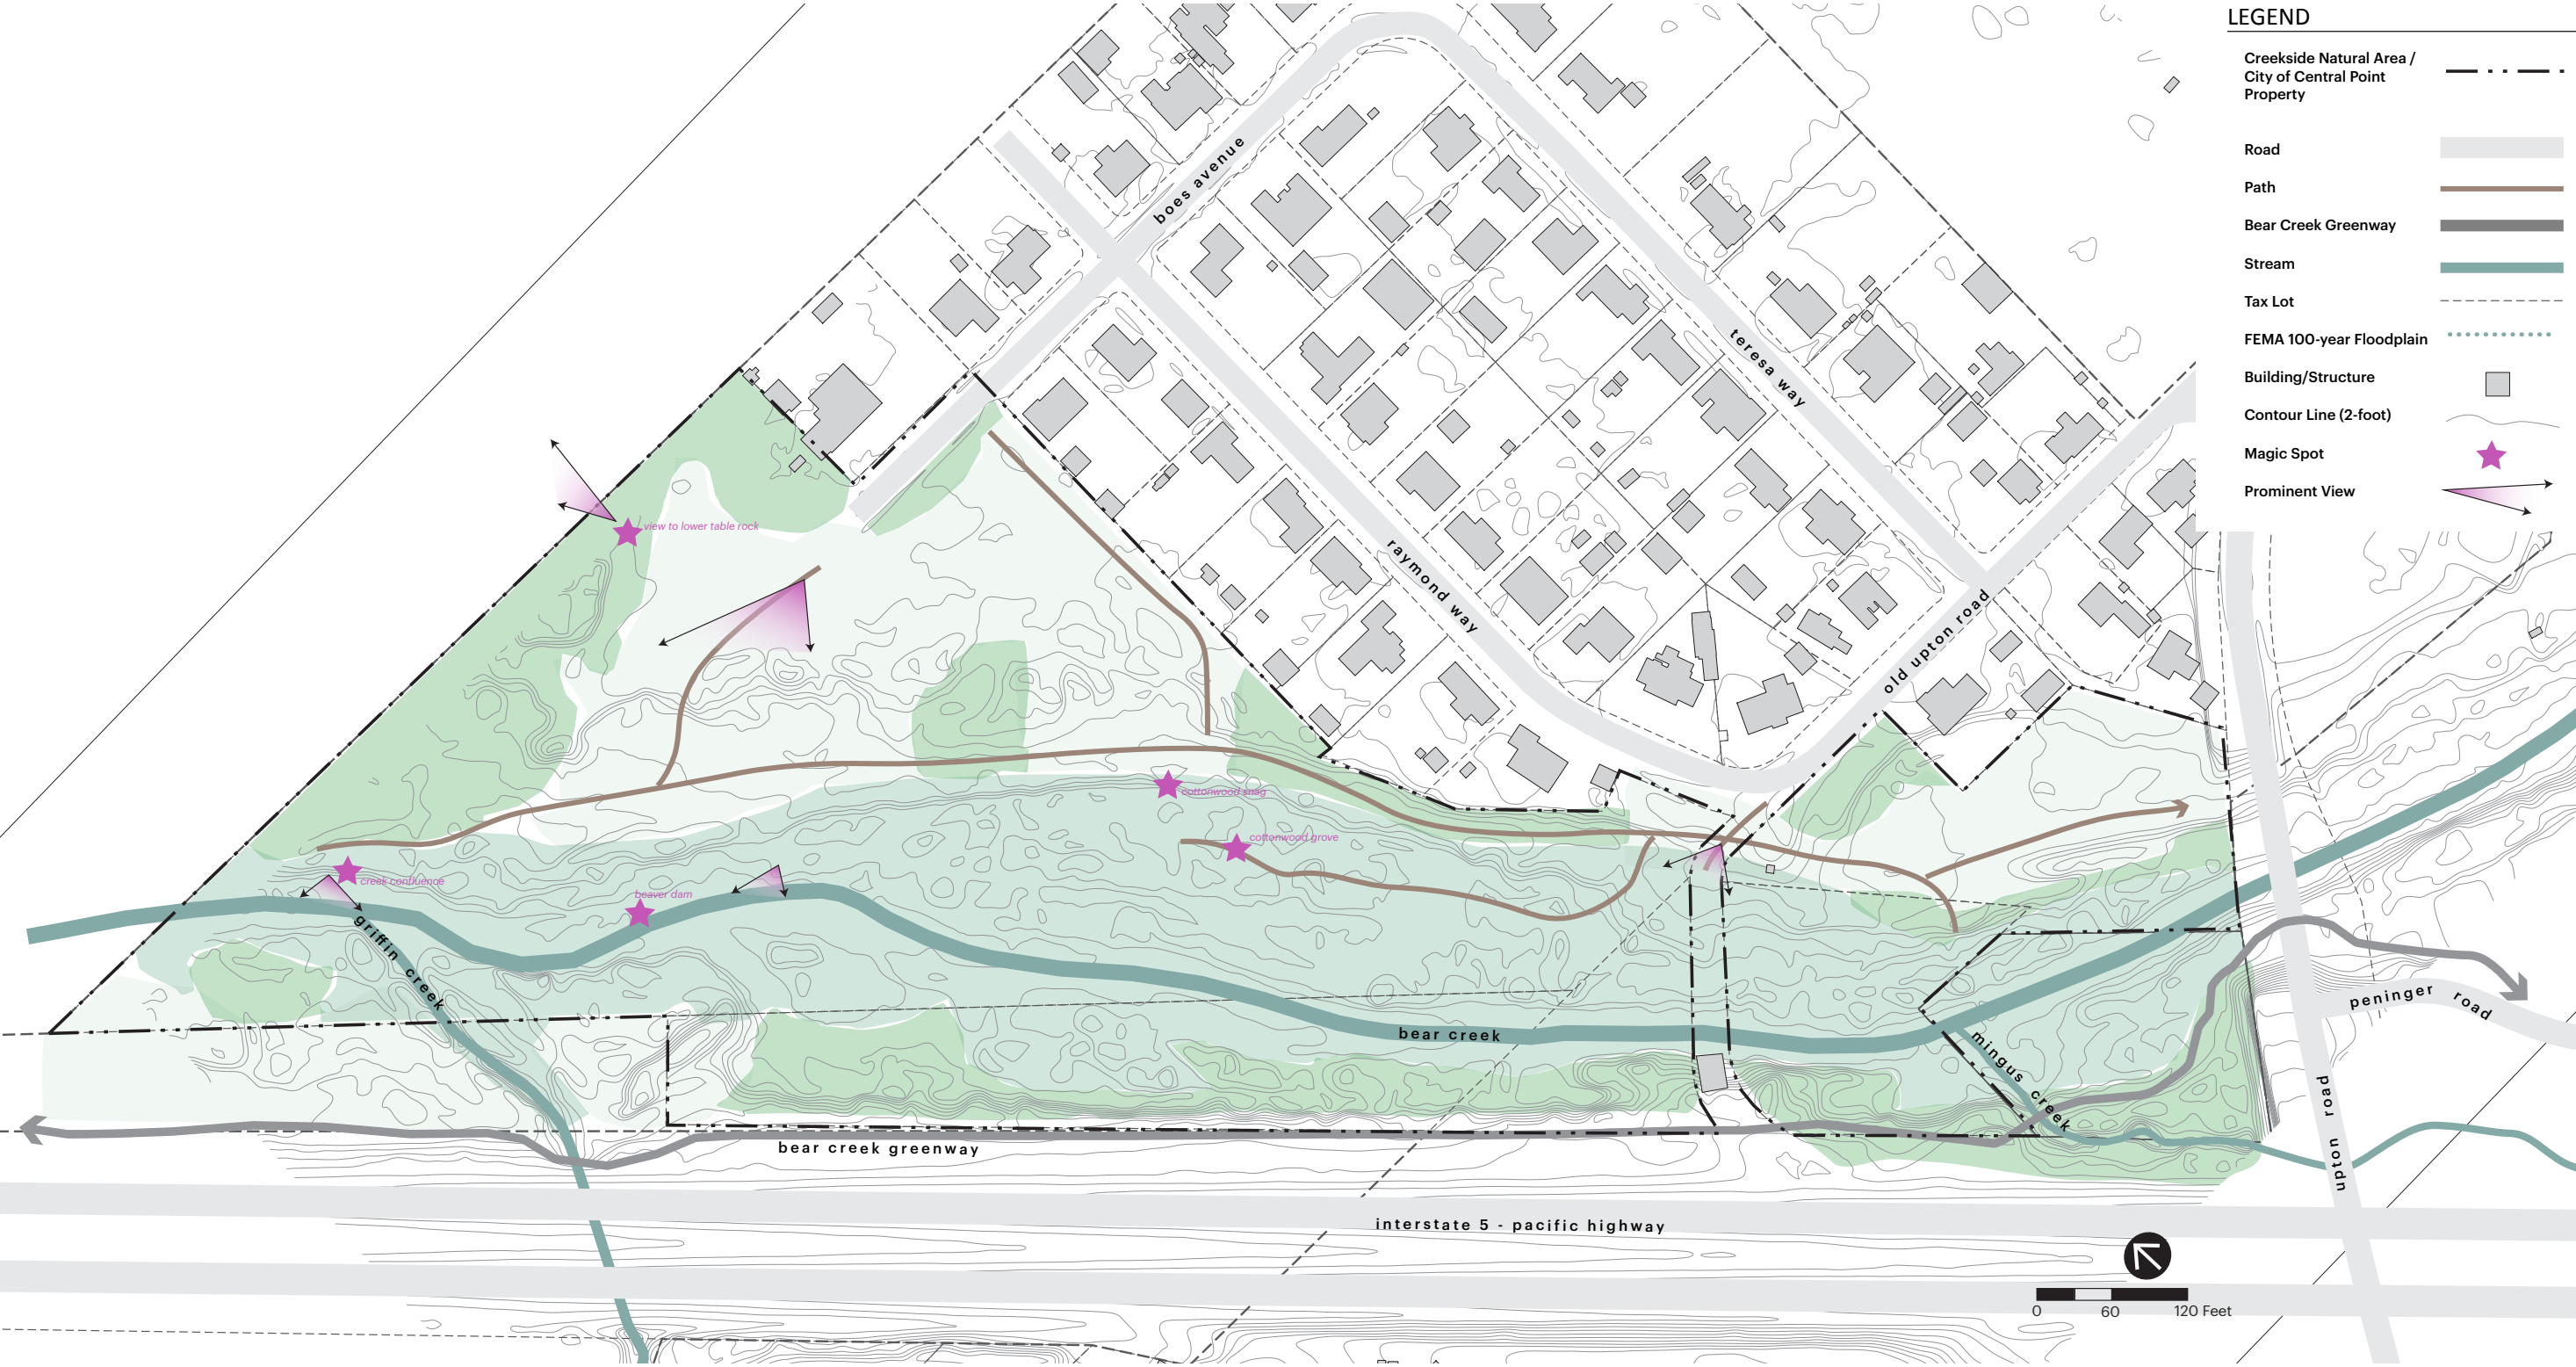 LEGEND
Creekside Natural Area /
City of Central Point
Property
Road
Path
Bear Creek Greenway
Stream
Tax Lot
FEMA 100-year Floodplain
Building/Structure
Contour Line (2-foot)
Magic Spot
Prominent View
boes avenue
teresa way
raymond way
old upton road
view to lower table rock
cottonwood snag
cottonwood grove
creek confluence
beaver dam
griffin creek
bear creek
mingus creek
peninger road
upton road
bear creek greenway
interstate 5 - pacific highway
0 60 120 Feet